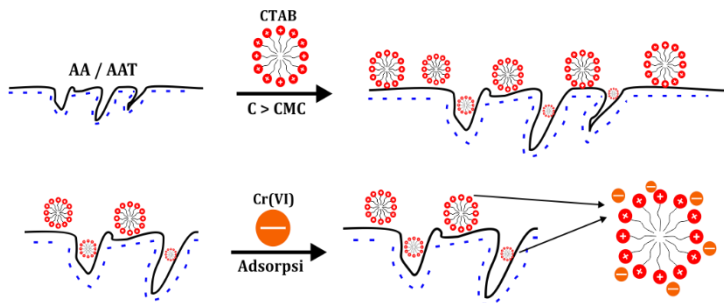 CTAB
AA / AAT
C > CMC
Cr(VI)
Adsorpsi